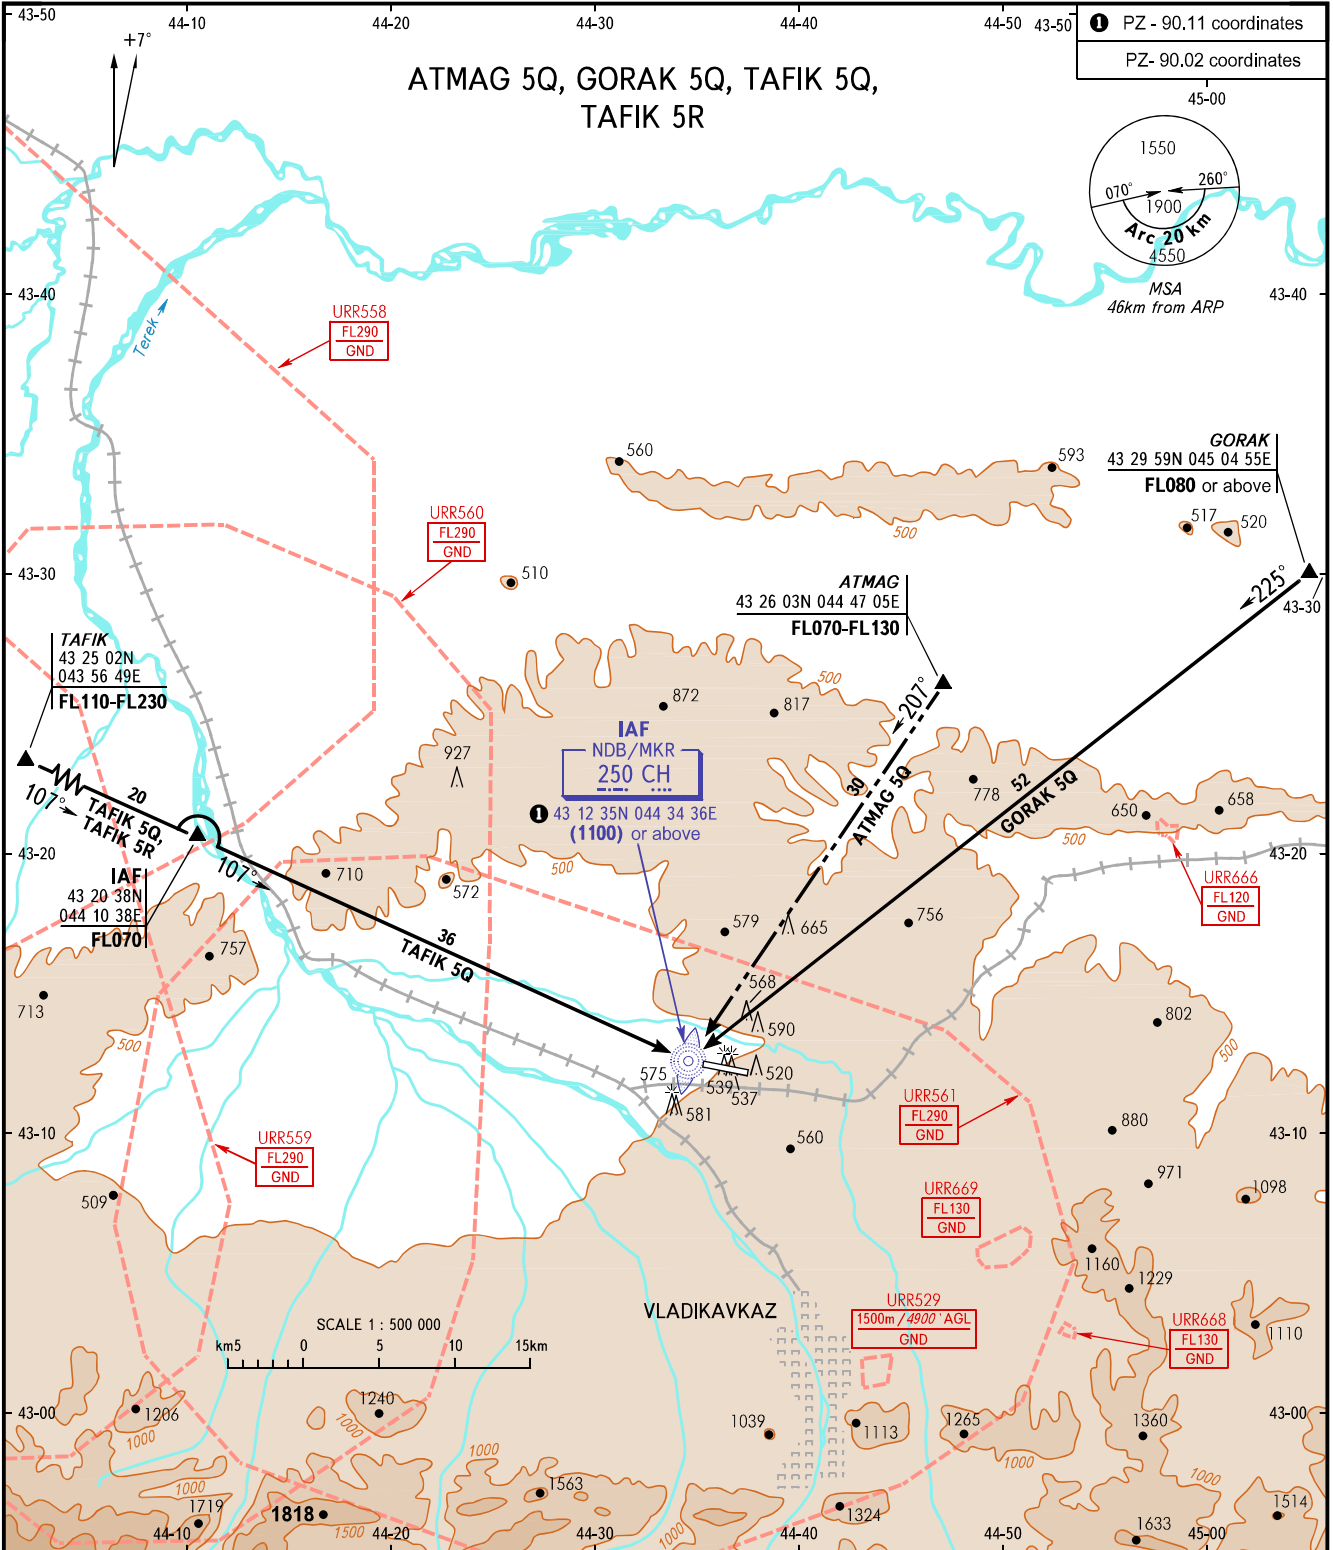 43-50
44-10
44-20
44-30
44-40
44-50
43-50
❶ PZ - 90.11 coordinates
PZ- 90.02 coordinates
45-00
+7°
ATMAG 5Q, GORAK 5Q, TAFIK 5Q,
TAFIK 5R
1550
070°
260°
1900
Arc 20 km
4550
MSA
46km from ARP
43-40
43-40
Terek
URR558
FL290
GND
560
593
500
GORAK
43 29 59N 045 04 55E
FL080 or above
517
520
URR560
FL290
GND
510
43-30
43-30
225°
ATMAG
43 26 03N 044 47 05E
FL070-FL130
TAFIK
43 25 02N
043 56 49E
FL110-FL230
872
817
500
207°
927
IAF
NDB/MKR
250 CH
❶ 43 12 35N 044 34 36E
(1100) or above
30
ATMAG 5Q
52
GORAK 5Q
778
650
658
500
107°
20
TAFIK 5Q,
TAFIK 5R
107°
IAF
43 20 38N
044 10 38E
FL070
43-20
43-20
710
572
500
URR666
FL120
GND
757
36
TAFIK 5Q
579
665
756
713
500
568
590
802
500
575
539
537
520
581
URR561
FL290
GND
43-10
43-10
URR559
FL290
GND
560
880
971
1098
509
URR669
FL130
GND
1160
1229
SCALE 1 : 500 000
km5
0
5
10
15km
VLADIKAVKAZ
URR529
1500m / 4900 ' AGL
GND
URR668
FL130
GND
1110
43-00
43-00
1206
1000
1240
1000
1039
1113
1265
1360
1000
1000
1000
1563
1000
1719
1818
1500
1000
1324
1633
1514
44-10
44-20
44-30
44-40
44-50
45-00